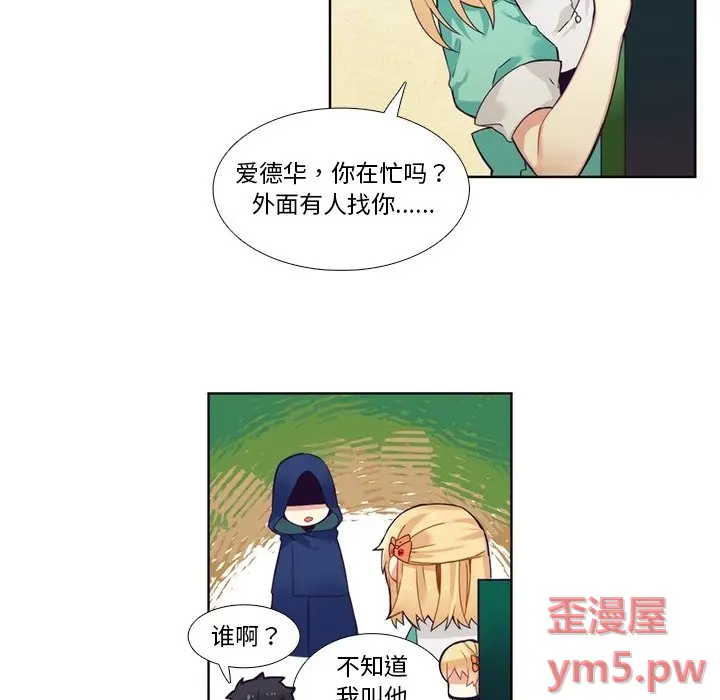 爱德华，你在忙吗？
外面有人找你......
谁啊？
不知道
我叫他
歪漫屋
ym5.pw